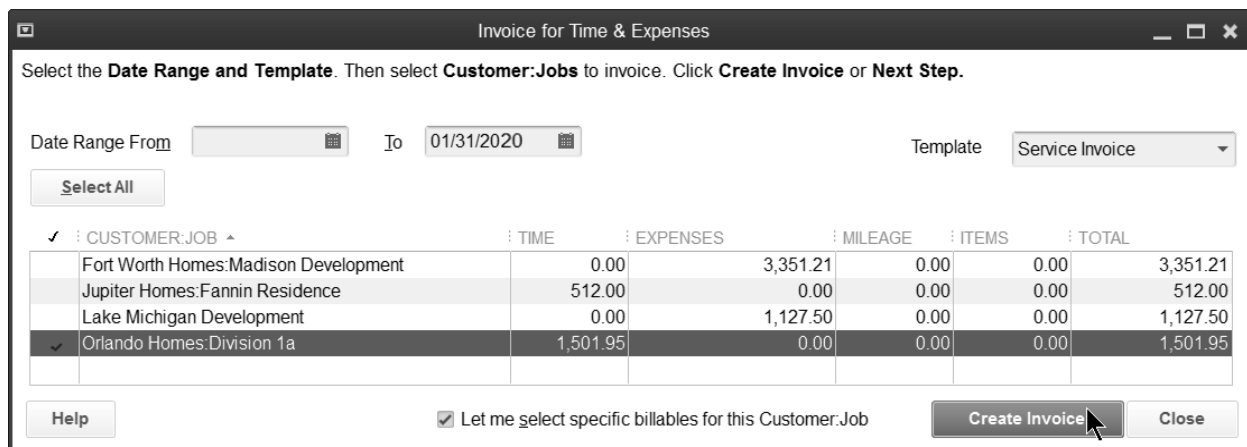 Invoice for Time & Expenses
Select the Date Range and Template. Then select Customer:Jobs to invoice. Click Create Invoice or Next Step.
Date Range From To 01/31/2020 Template Service Invoice
Select All
✓ CUSTOMER:JOB TIME EXPENSES MILEAGE ITEMS TOTAL
Fort Worth Homes:Madison Development 0.00 3,351.21 0.00 0.00 3,351.21
Jupiter Homes:Fannin Residence 512.00 0.00 0.00 0.00 512.00
Lake Michigan Development 0.00 1,127.50 0.00 0.00 1,127.50
✓ Orlando Homes:Division 1a 1,501.95 0.00 0.00 0.00 1,501.95
Help Let me select specific billables for this Customer:Job Create Invoice Close